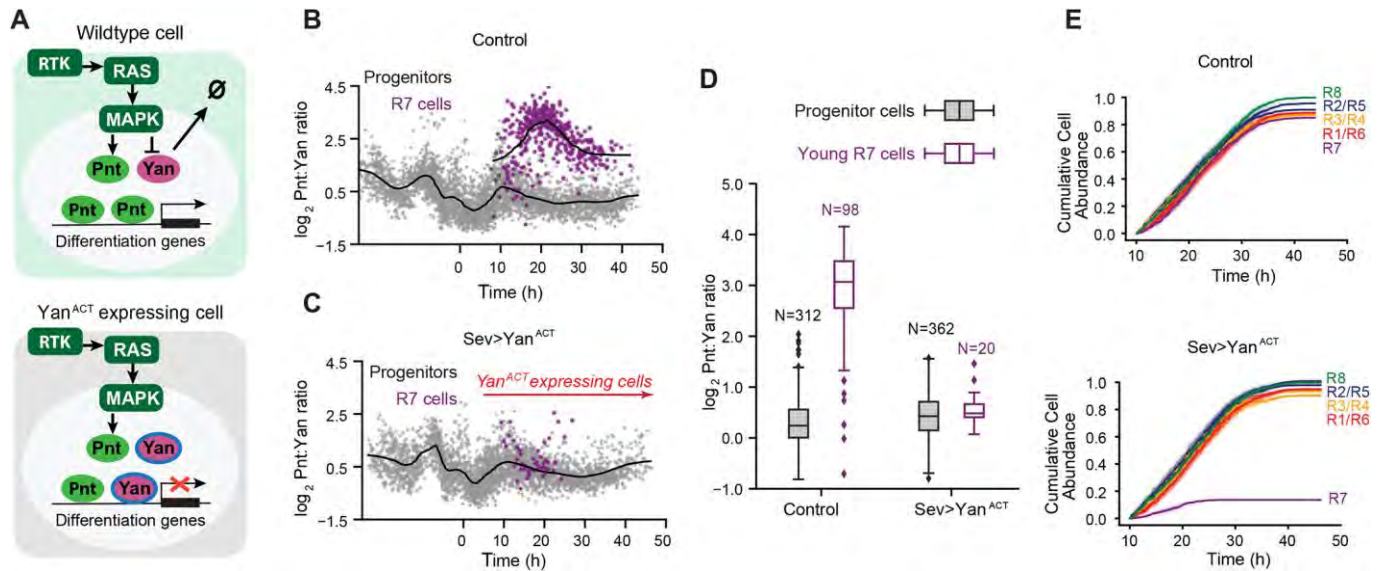 A
Wildtype cell
RTK
RAS
Ø
MAPK
Pnt
Yan
Pnt
Pnt
Differentiation genes
Yan^ACT expressing cell
RTK
RAS
MAPK
Pnt
Yan
Pnt
Yan
Differentiation genes
B
Control
Progenitors
R7 cells
log₂ Pnt:Yan ratio
4.5
2.5
0.5
−1.5
0 10 20 30 40 50
Time (h)
C
Sev>Yan^ACT
Progenitors
R7 cells
Yan^ACT expressing cells
log₂ Pnt:Yan ratio
4.5
2.5
0.5
−1.5
0 10 20 30 40 50
Time (h)
D
Progenitor cells
Young R7 cells
log₂ Pnt:Yan ratio
5.0
4.0
3.0
2.0
1.0
0.0
−1.0
N=312
N=98
N=362
N=20
Control
Sev>Yan^ACT
E
Control
Cumulative Cell
Abundance
1.0
0.8
0.6
0.4
0.2
0.0
R8
R2/R5
R3/R4
R1/R6
R7
10 20 30 40 50
Time (h)
Sev>Yan^ACT
Cumulative Cell
Abundance
1.0
0.8
0.6
0.4
0.2
0.0
R8
R2/R5
R3/R4
R1/R6
R7
10 20 30 40 50
Time (h)